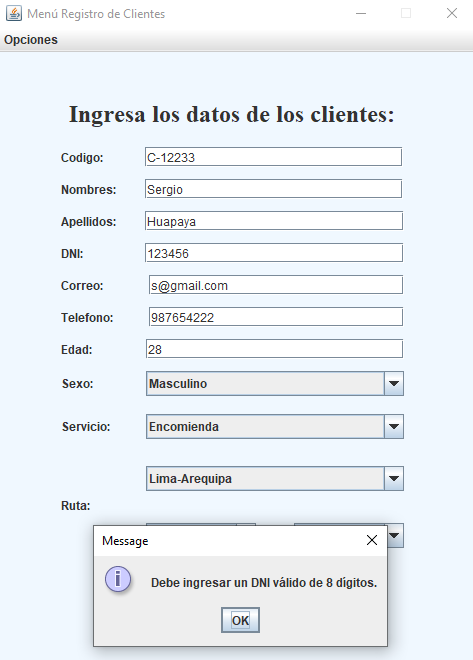 Menú Registro de Clientes
Opciones
Ingresa los datos de los clientes:
Codigo: C-12233
Nombres: Sergio
Apellidos: Huapaya
DNI: 123456
Correo: s@gmail.com
Telefono: 987654222
Edad: 28
Sexo: Masculino
Servicio: Encomienda
Lima-Arequipa
Ruta:
Message
Debe ingresar un DNI válido de 8 dígitos.
OK